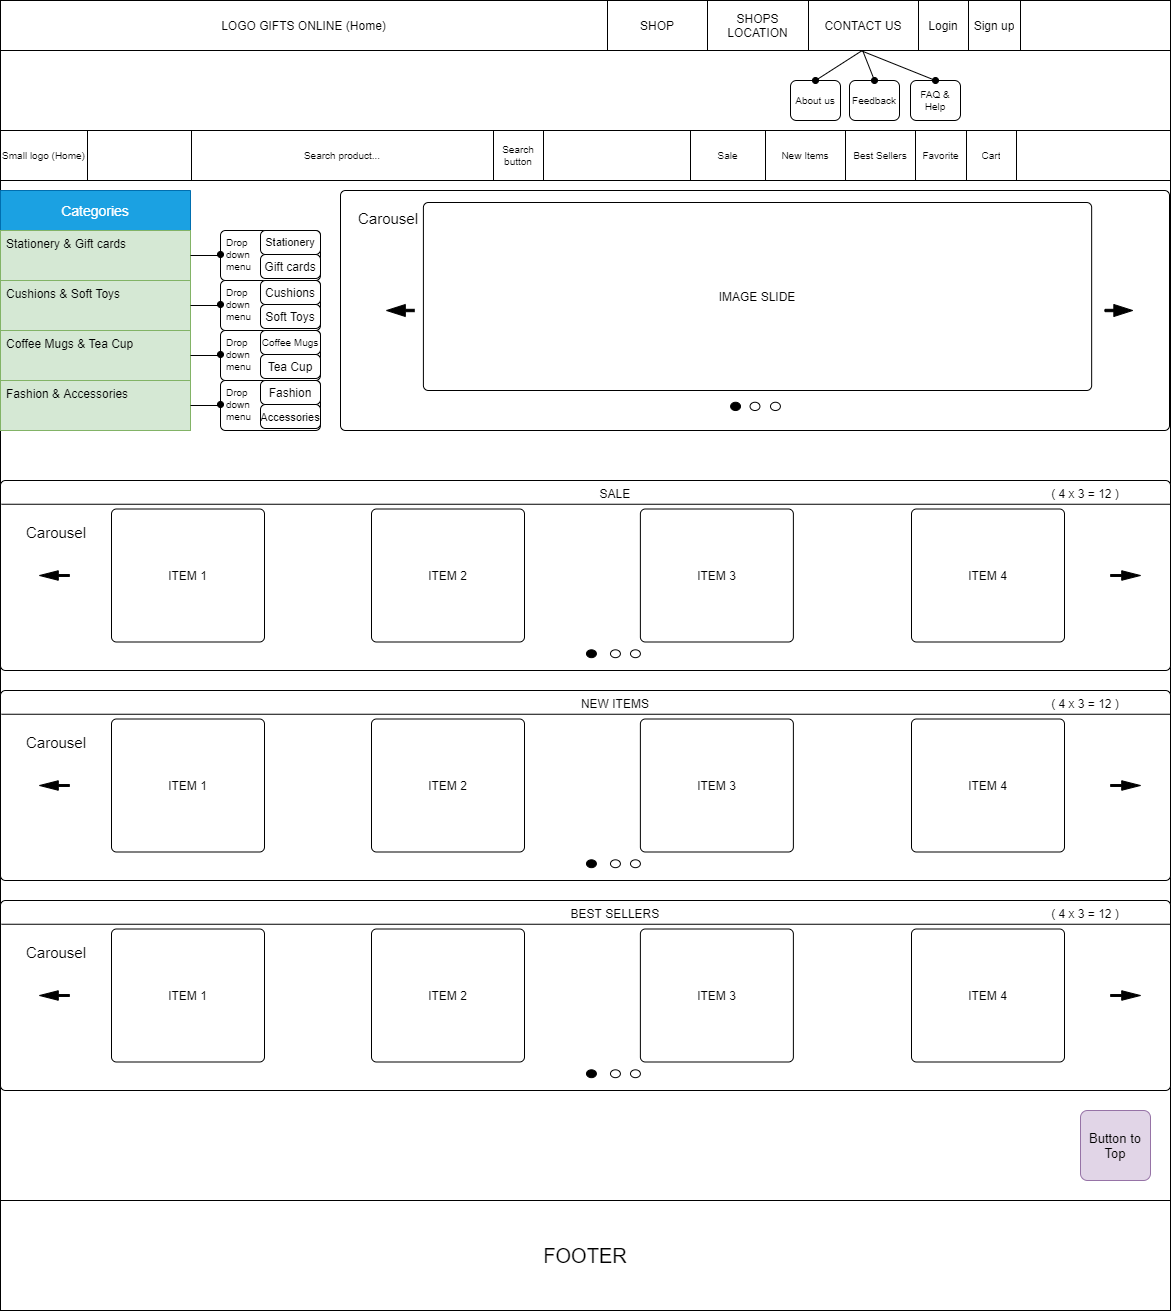 LOGO GIFTS ONLINE (Home)
SHOP
SHOPS
LOCATION
CONTACT US
Login
Sign up
About us
Feedback
FAQ &
Help
Small logo (Home)
Search product...
Search
button
Sale
New Items
Best Sellers
Favorite
Cart
Categories
Stationery & Gift cards
Drop
down
menu
Stationery
Gift cards
Cushions & Soft Toys
Drop
down
menu
Cushions
Soft Toys
Coffee Mugs & Tea Cup
Drop
down
menu
Coffee Mugs
Tea Cup
Fashion & Accessories
Drop
down
menu
Fashion
Accessories
Carousel
IMAGE SLIDE
SALE
( 4 x 3 = 12 )
Carousel
ITEM 1
ITEM 2
ITEM 3
ITEM 4
NEW ITEMS
( 4 x 3 = 12 )
Carousel
ITEM 1
ITEM 2
ITEM 3
ITEM 4
BEST SELLERS
( 4 x 3 = 12 )
Carousel
ITEM 1
ITEM 2
ITEM 3
ITEM 4
Button to
Top
FOOTER